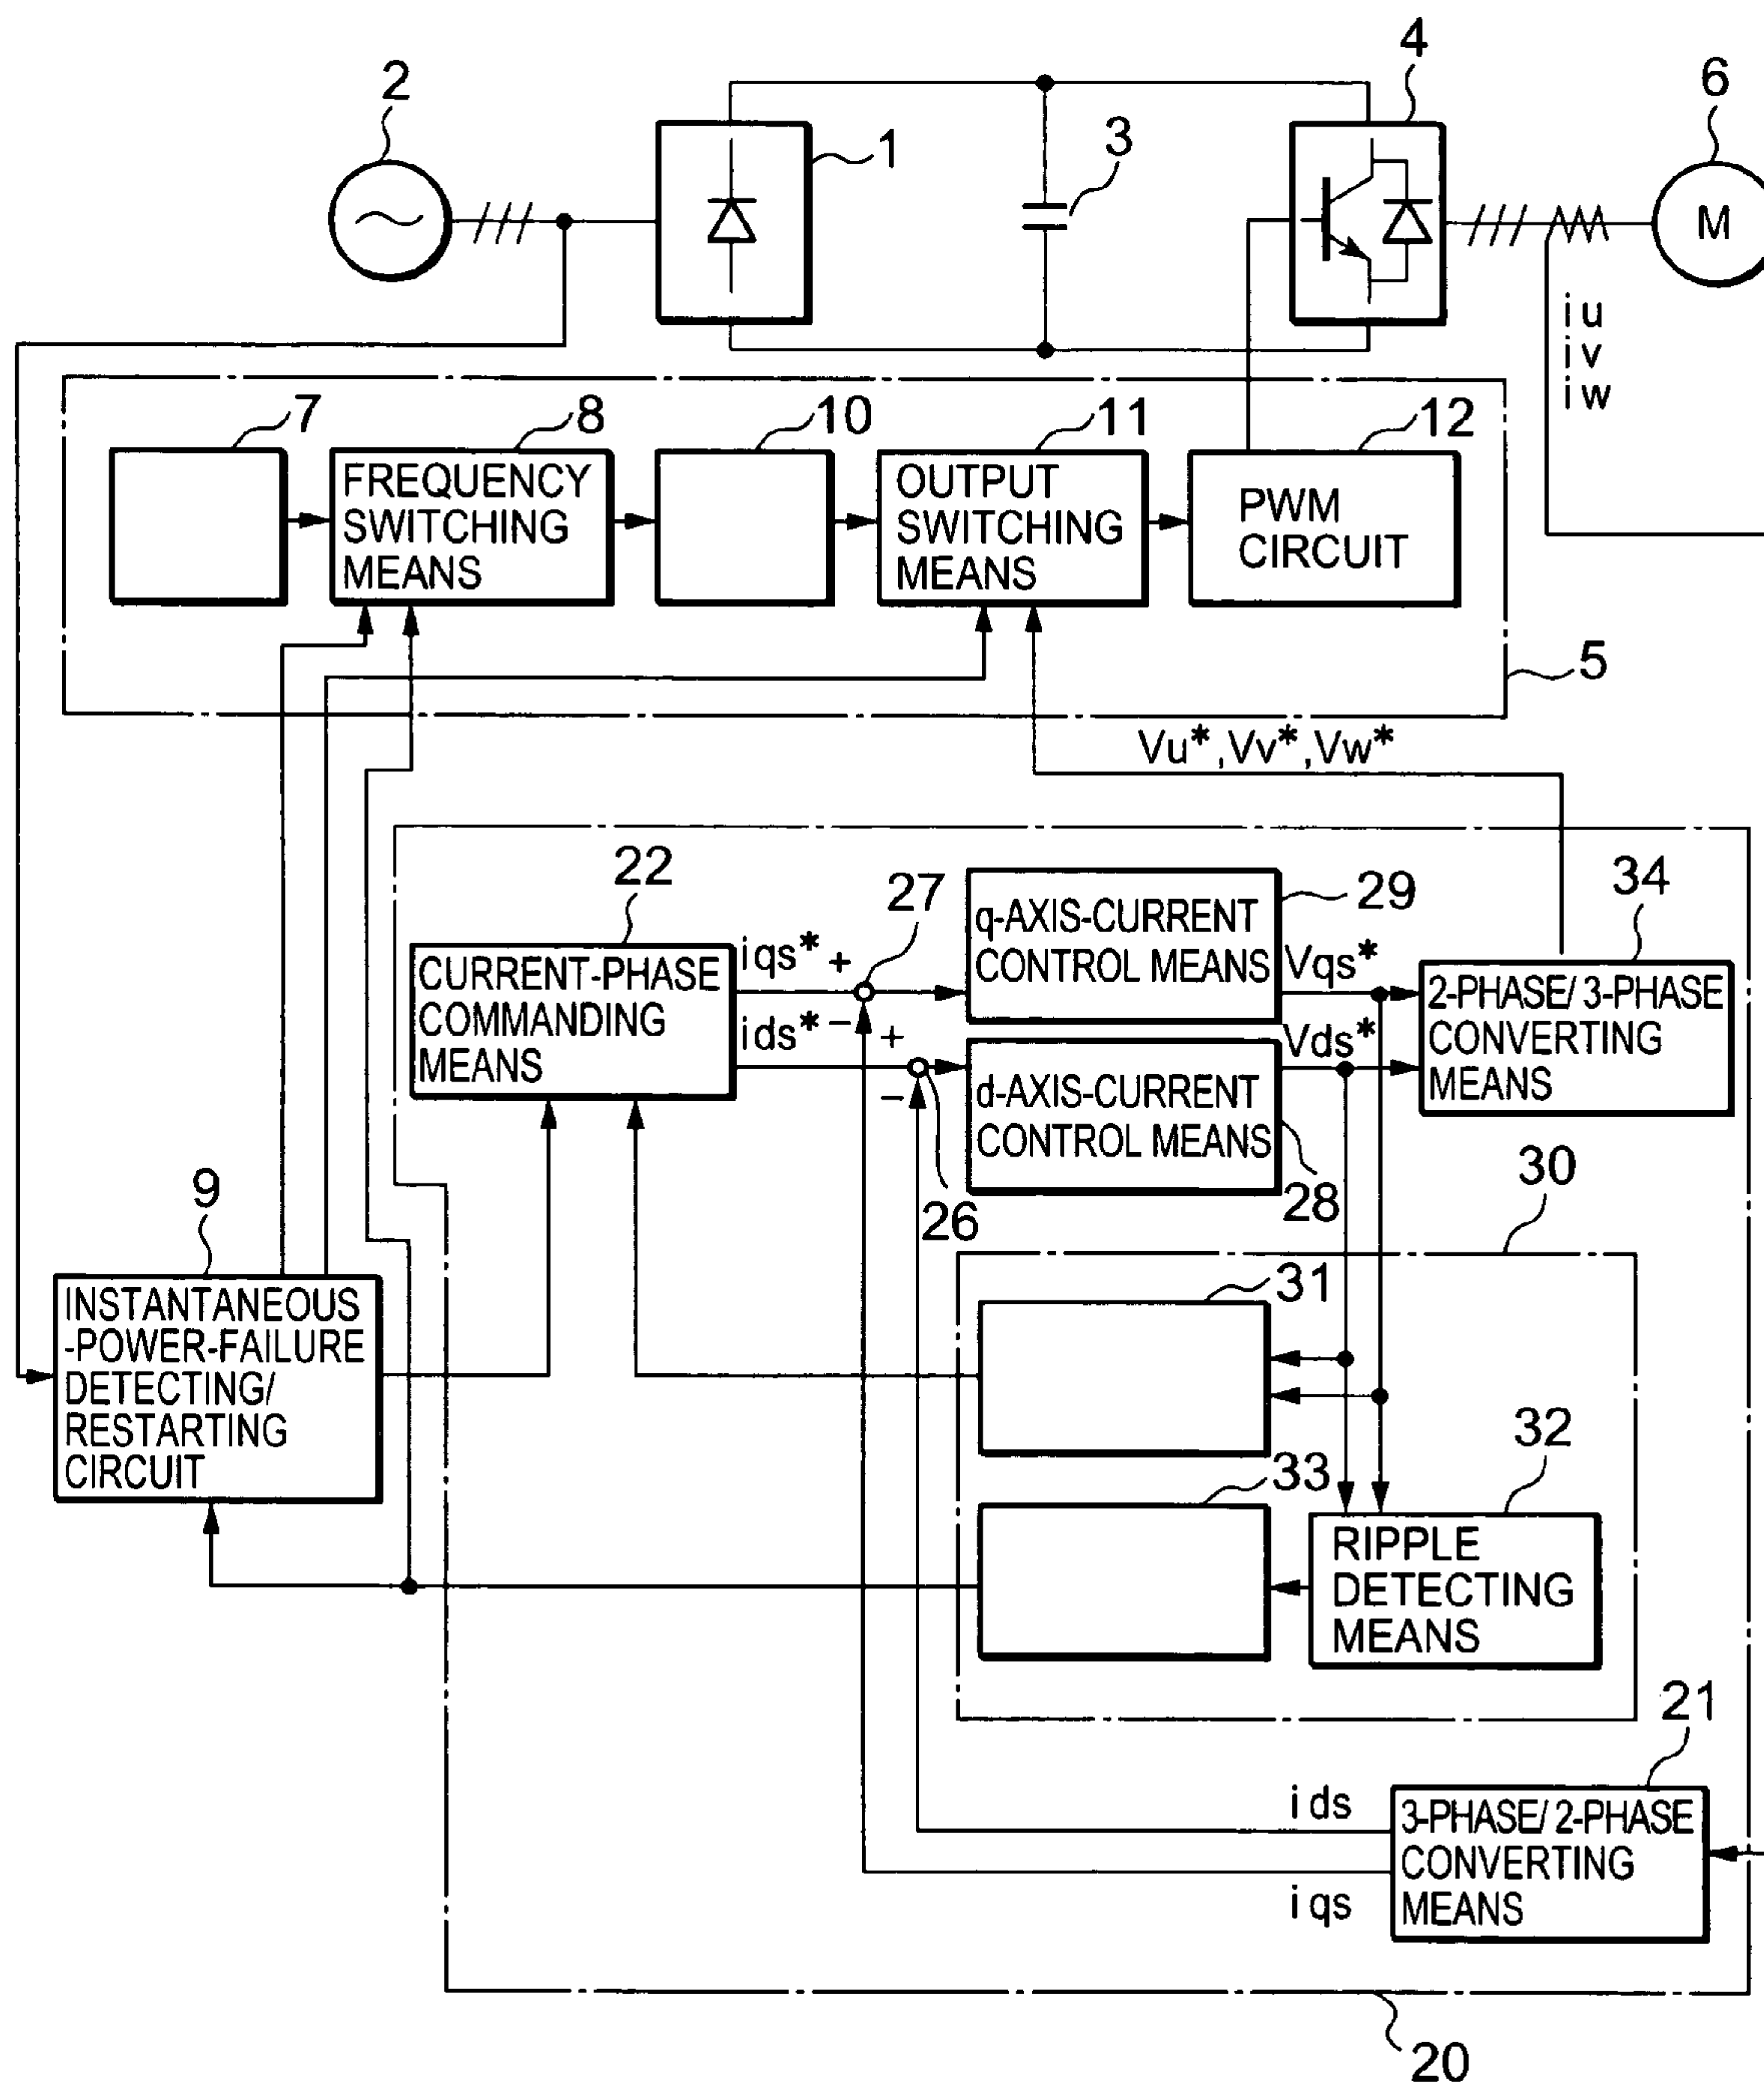 2
1
3
4
6
M
iu
iv
iw
7
8
10
11
12
FREQUENCY
SWITCHING
MEANS
OUTPUT
SWITCHING
MEANS
PWM
CIRCUIT
5
Vu*,Vv*,Vw*
22
27
29
34
CURRENT-PHASE
COMMANDING
MEANS
iqs*
+
ids*
−
+
−
q-AXIS-CURRENT
CONTROL MEANS
Vqs*
Vds*
2-PHASE/3-PHASE
CONVERTING
MEANS
d-AXIS-CURRENT
CONTROL MEANS
26
28
30
9
INSTANTANEOUS
-POWER-FAILURE
DETECTING/
RESTARTING
CIRCUIT
31
33
32
RIPPLE
DETECTING
MEANS
21
ids
iqs
3-PHASE/2-PHASE
CONVERTING
MEANS
20